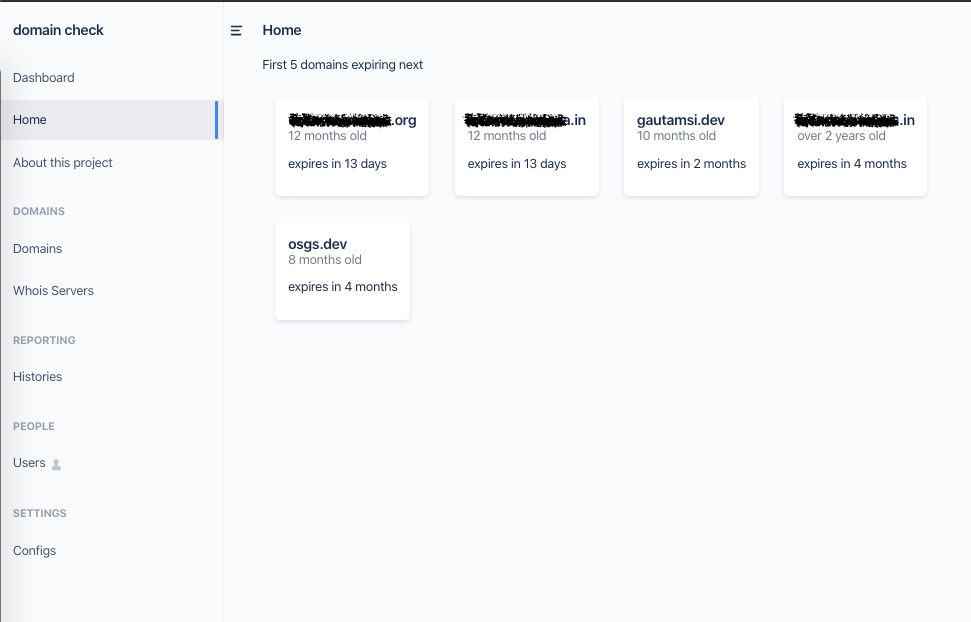 domain check
Home
First 5 domains expiring next
Dashboard
Home
About this project
DOMAINS
Domains
Whois Servers
REPORTING
Histories
PEOPLE
Users
SETTINGS
Configs
.org
12 months old
expires in 13 days
a.in
12 months old
expires in 13 days
gautamsi.dev
10 months old
expires in 2 months
.in
over 2 years old
expires in 4 months
osgs.dev
8 months old
expires in 4 months